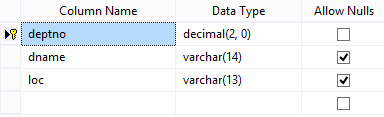 Column Name Data Type Allow Nulls
deptno decimal(2, 0)
dname varchar(14)
loc varchar(13)